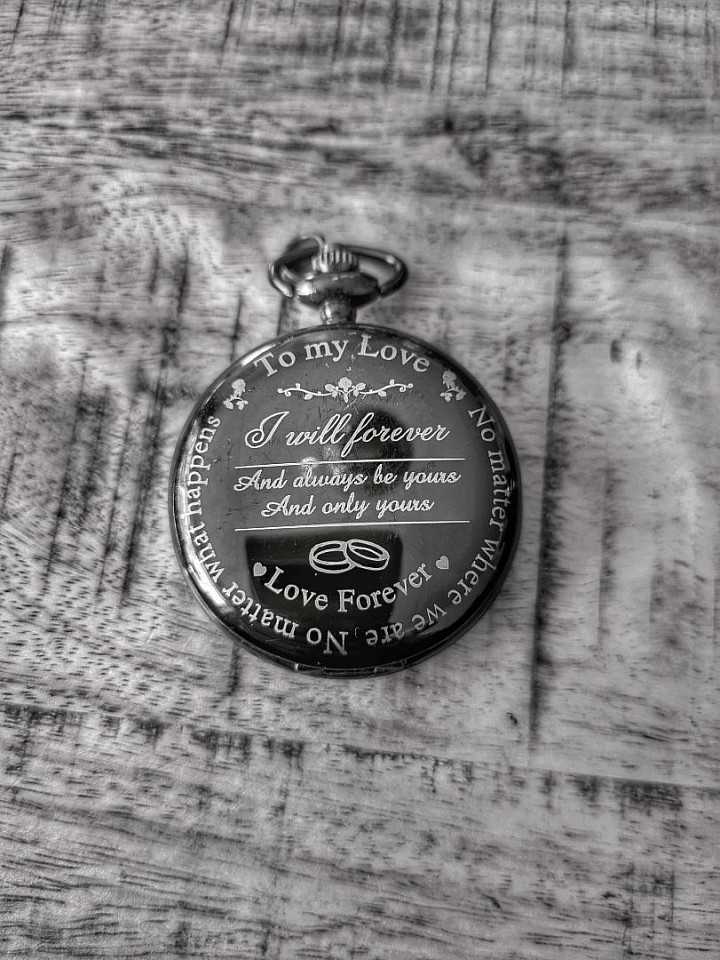 To my Love
No matter where we are, No matter what happens
I will forever
And always be yours
And only yours
Love Forever